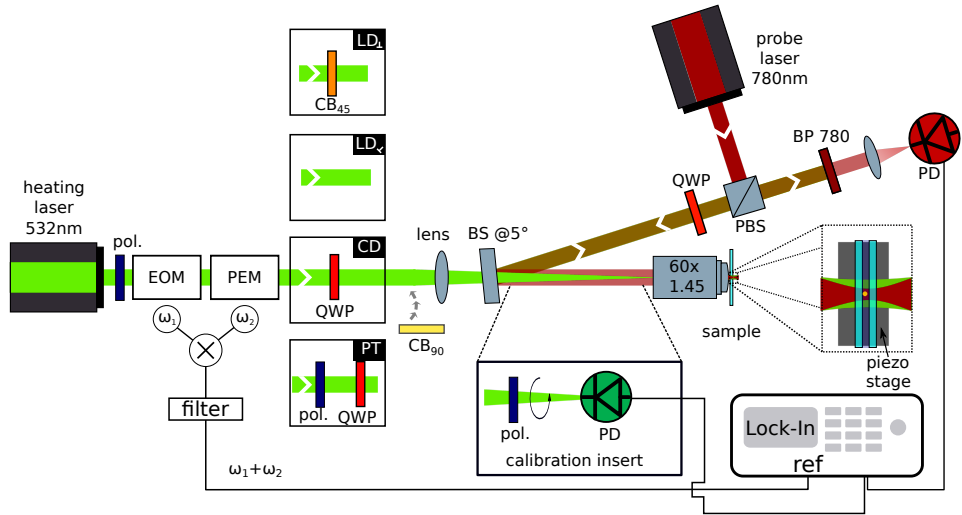 LD⊥
CB₄₅
LD
heating
laser
532nm
pol.
EOM
PEM
ω₁
ω₂
filter
ω₁+ω₂
CD
QWP
PT
pol.
QWP
CB₉₀
lens
BS @5°
probe
laser
780nm
QWP
PBS
BP 780
PD
60x
1.45
sample
piezo
stage
pol.
PD
calibration insert
Lock-In
ref